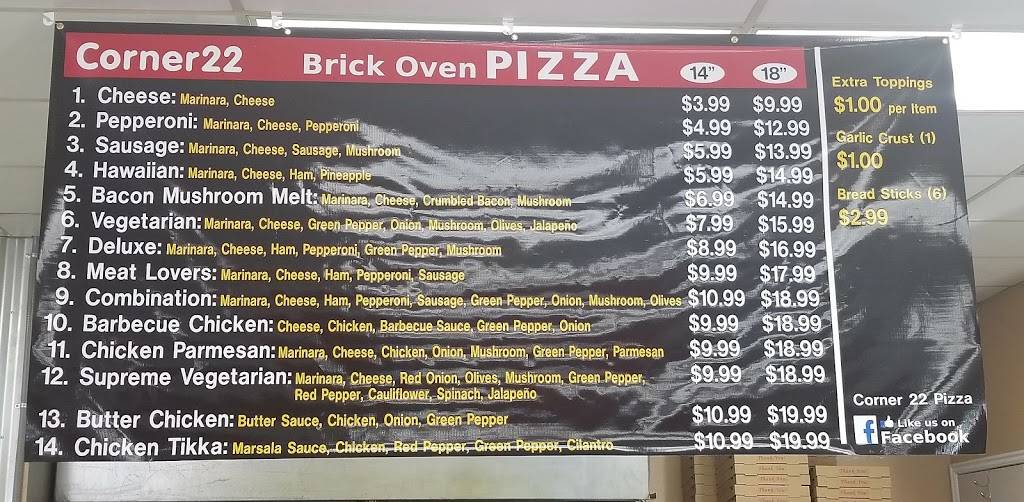 Corner22 Brick Oven PIZZA 14" 18"
1. Cheese: Marinara, Cheese $3.99 $9.99
2. Pepperoni: Marinara, Cheese, Pepperoni $4.99 $12.99
3. Sausage: Marinara, Cheese, Sausage, Mushroom $5.99 $13.99
4. Hawaiian: Marinara, Cheese, Ham, Pineapple $5.99 $14.99
5. Bacon Mushroom Melt: Marinara, Cheese, Crumbled Bacon, Mushroom $6.99 $14.99
6. Vegetarian: Marinara, Cheese, Green Pepper, Onion, Mushroom, Olives, Jalapeno $7.99 $15.99
7. Deluxe: Marinara, Cheese, Ham, Pepperoni, Green Pepper, Mushroom $8.99 $16.99
8. Meat Lovers: Marinara, Cheese, Ham, Pepperoni, Sausage $9.99 $17.99
9. Combination: Marinara, Cheese, Ham, Pepperoni, Sausage, Green Pepper, Onion, Mushroom, Olives $10.99 $18.99
10. Barbecue Chicken: Cheese, Chicken, Barbecue Sauce, Green Pepper, Onion $9.99 $18.99
11. Chicken Parmesan: Marinara, Cheese, Chicken, Onion, Mushroom, Green Pepper, Parmesan $9.99 $18.99
12. Supreme Vegetarian: Marinara, Cheese, Red Onion, Olives, Mushroom, Green Pepper, $9.99 $18.99
Red Pepper, Cauliflower, Spinach, Jalapeno
13. Butter Chicken: Butter Sauce, Chicken, Onion, Green Pepper $10.99 $19.99
14. Chicken Tikka: Marsala Sauce, Chicken, Red Pepper, Green Pepper, Cilantro $10.99 $19.99
Extra Toppings
$1.00 per Item
Garlic Crust (1)
$1.00
Bread Sticks (6)
$2.99
Corner 22 Pizza
f Like us on
Facebook